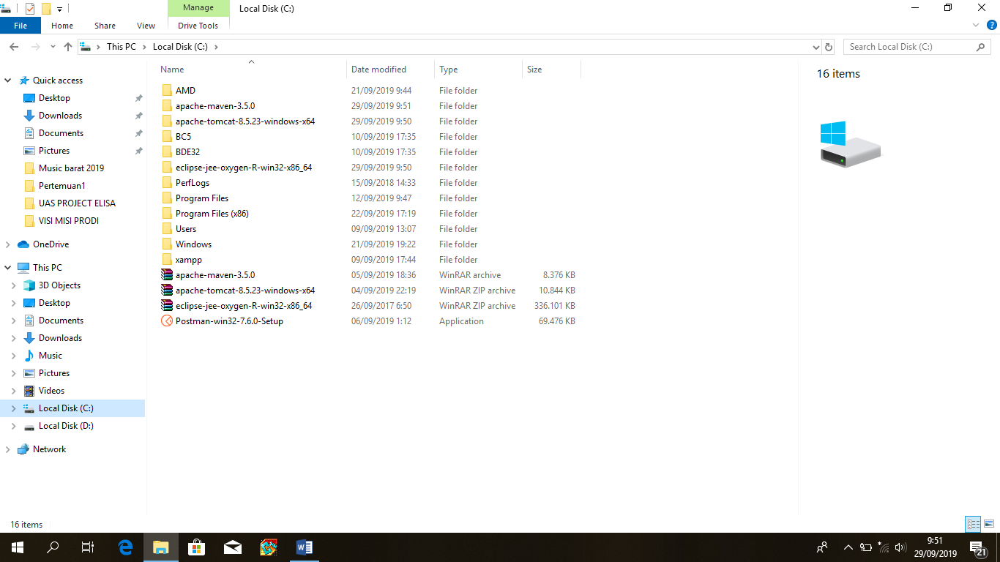 Manage
Local Disk (C:)
File
Home
Share
View
Drive Tools
This PC
Local Disk (C:)
Search Local Disk (C:)
Quick access
Desktop
Downloads
Documents
Pictures
Music barat 2019
Pertemuan1
UAS PROJECT ELISA
VISI MISI PRODI
OneDrive
This PC
3D Objects
Desktop
Documents
Downloads
Music
Pictures
Videos
Local Disk (C:)
Local Disk (D:)
Network
Name Date modified Type Size
AMD 21/09/2019 9:44 File folder
apache-maven-3.5.0 29/09/2019 9:51 File folder
apache-tomcat-8.5.23-windows-x64 29/09/2019 9:50 File folder
BC5 10/09/2019 17:35 File folder
BDE32 10/09/2019 17:35 File folder
eclipse-jee-oxygen-R-win32-x86_64 29/09/2019 9:50 File folder
PerfLogs 15/09/2018 14:33 File folder
Program Files 12/09/2019 9:47 File folder
Program Files (x86) 22/09/2019 17:19 File folder
Users 09/09/2019 13:07 File folder
Windows 21/09/2019 19:22 File folder
xampp 09/09/2019 17:44 File folder
apache-maven-3.5.0 05/09/2019 18:36 WinRAR archive 8.376 KB
apache-tomcat-8.5.23-windows-x64 04/09/2019 22:19 WinRAR ZIP archive 10.844 KB
eclipse-jee-oxygen-R-win32-x86_64 26/09/2017 6:50 WinRAR ZIP archive 336.101 KB
Postman-win32-7.6.0-Setup 06/09/2019 1:12 Application 69.476 KB
16 items
16 items
9:51
29/09/2019
21